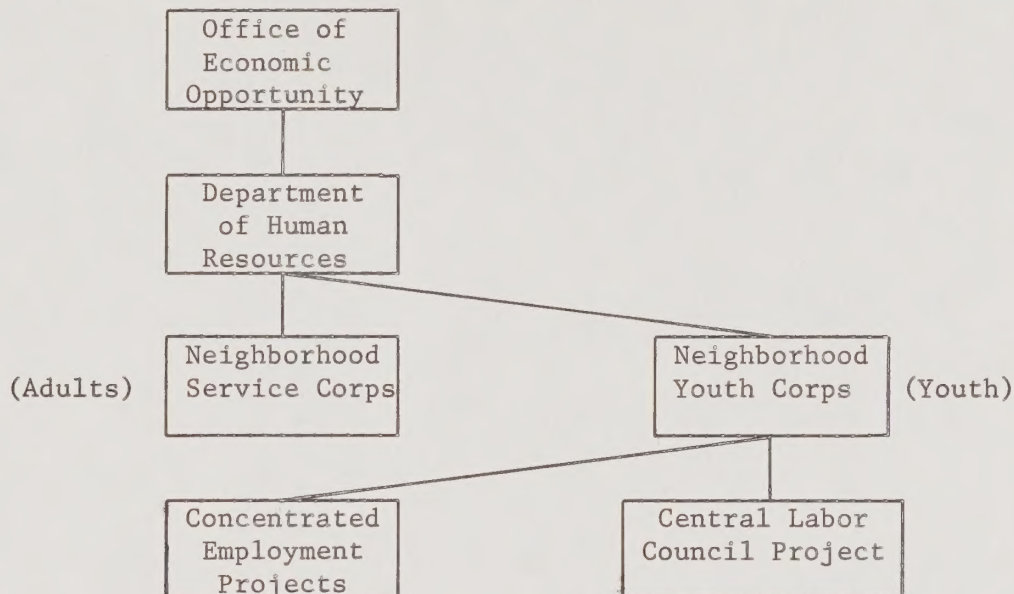 Office of
Economic
Opportunity
Department
of Human
Resources
(Adults)
Neighborhood
Service Corps
Neighborhood
Youth Corps
(Youth)
Concentrated
Employment
Projects
Central Labor
Council Project